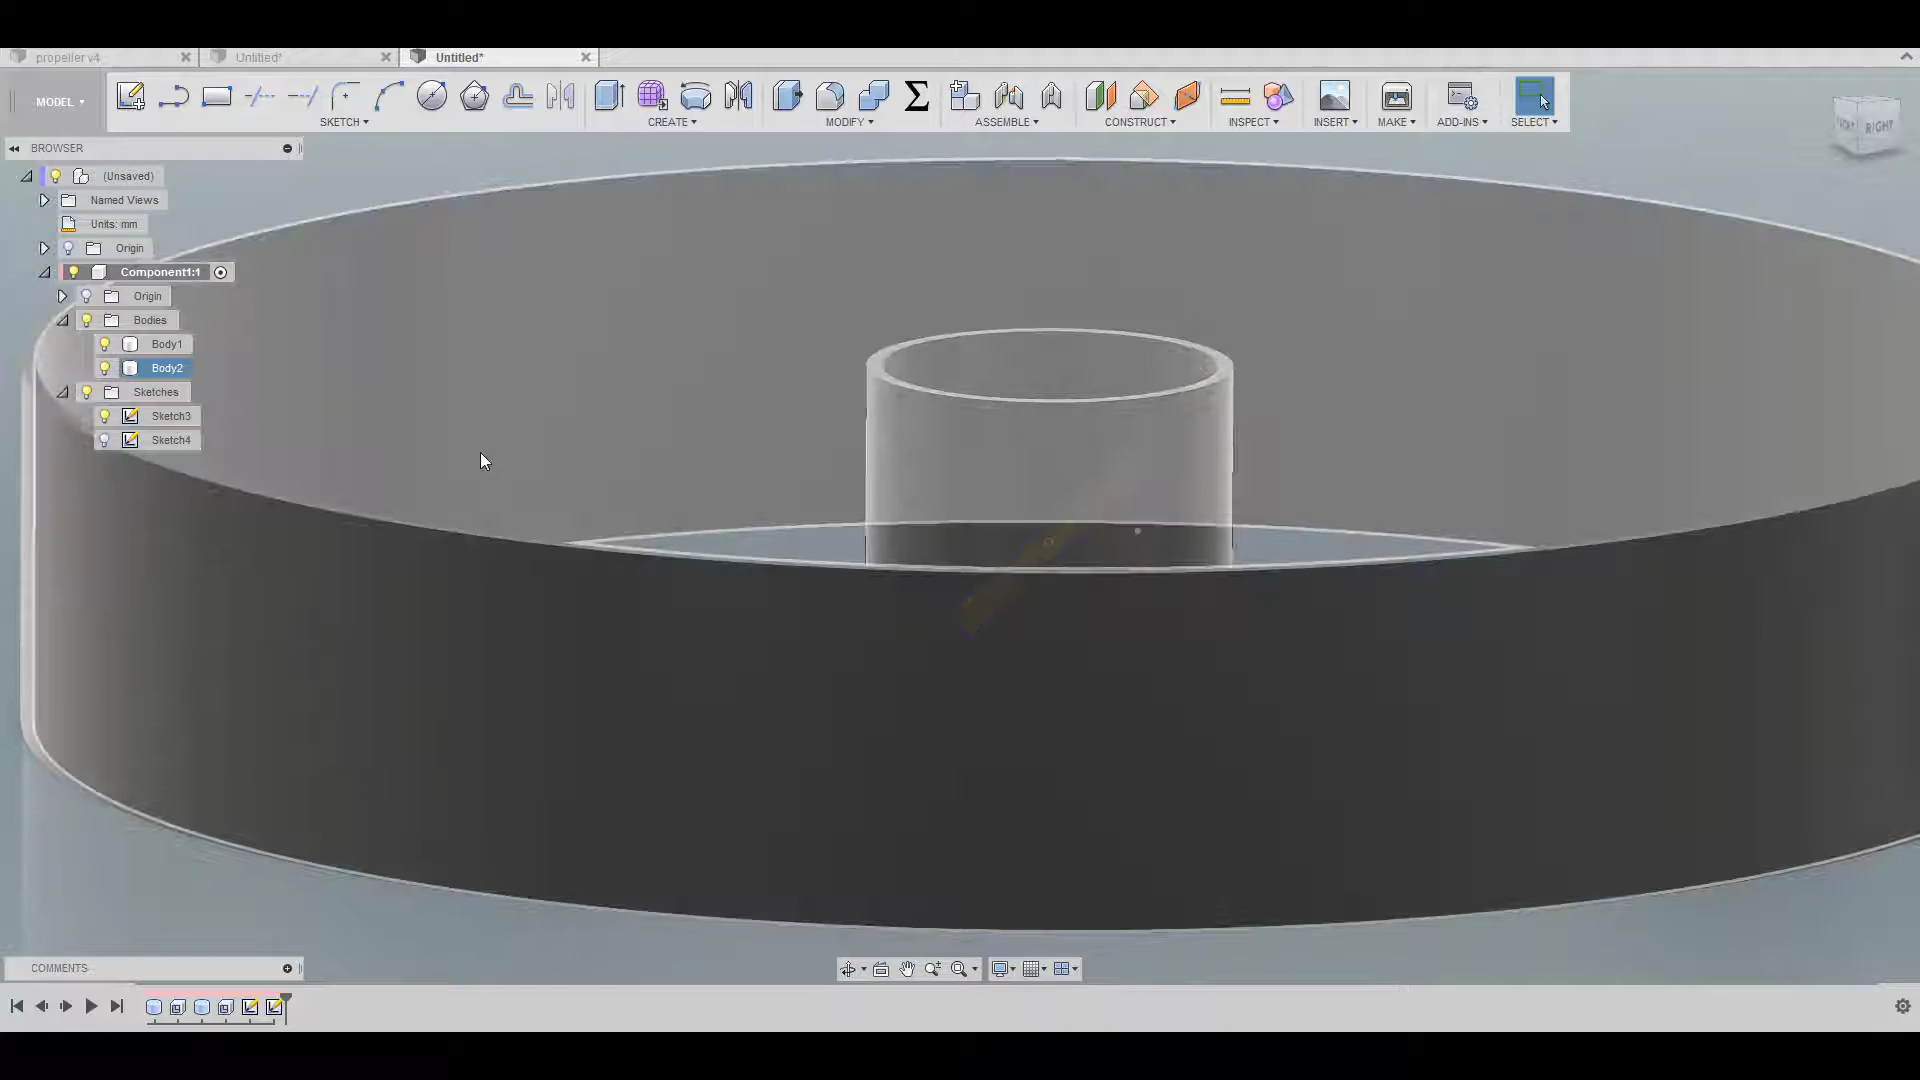 propeller v4
Untitled*
Untitled*
MODEL
SKETCH
CREATE
MODIFY
ASSEMBLE
CONSTRUCT
INSPECT
INSERT
MAKE
ADD-INS
SELECT
RIGHT
BROWSER
(Unsaved)
Named Views
Units: mm
Origin
Component1:1
Origin
Bodies
Body1
Body2
Sketches
Sketch3
Sketch4
COMMENTS